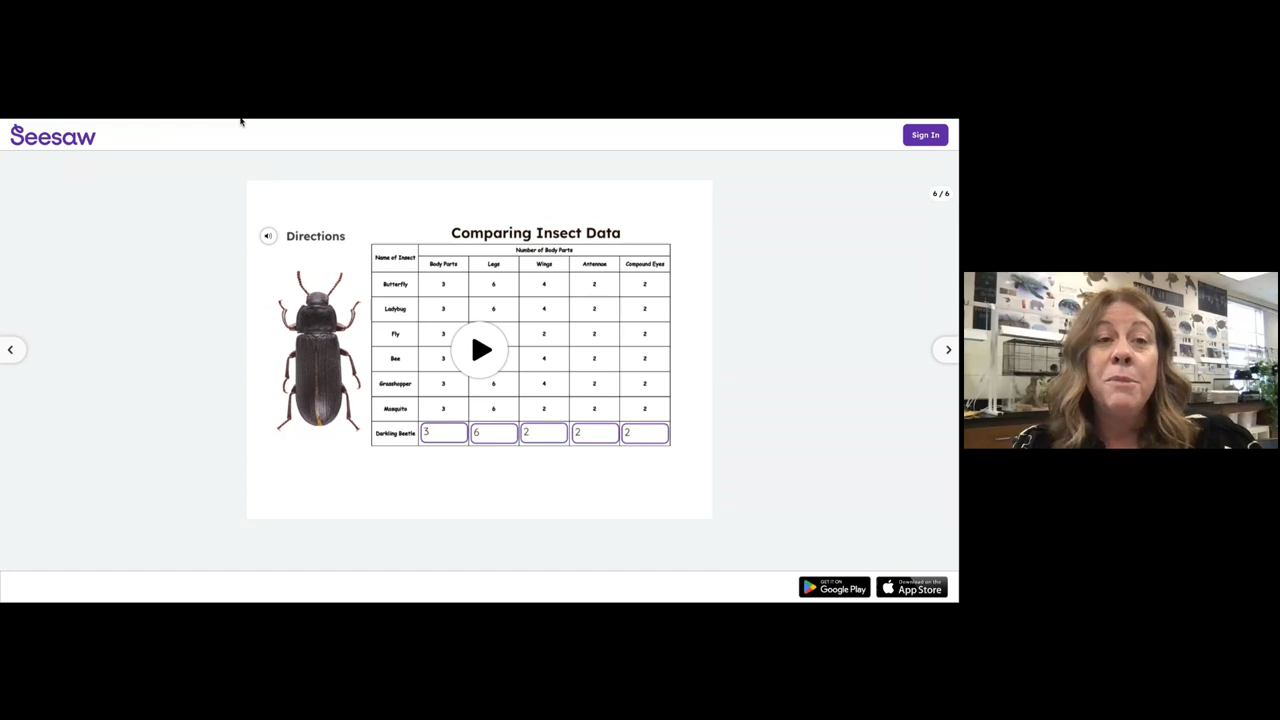 Seesaw
Sign In
6 / 6
Directions
Comparing Insect Data
Name of Insect
Number of Body Parts
Body Parts Legs Wings Antennae Compound Eyes
Butterfly 3 6 4 2 2
Ladybug 3 6 4 2 2
Fly 3 2 2 2
Bee 3 4 2 2
Grasshopper 3 6 4 2 2
Mosquito 3 6 2 2 2
Darkling Beetle 3 6 2 2 2
GET IT ON
Google Play
Download on the
App Store